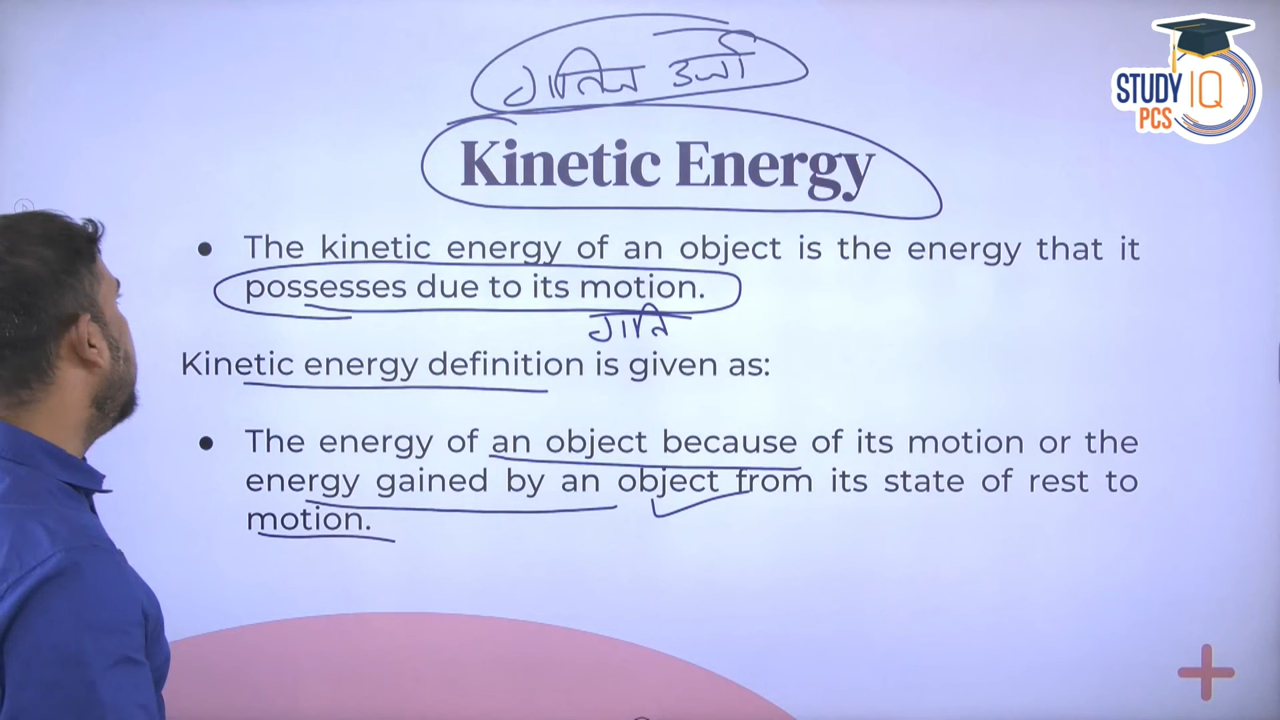 गतिज उर्जा
STUDY IQ
PCS
Kinetic Energy
• The kinetic energy of an object is the energy that it
possesses due to its motion.
गति
Kinetic energy definition is given as:
• The energy of an object because of its motion or the
energy gained by an object from its state of rest to
motion.